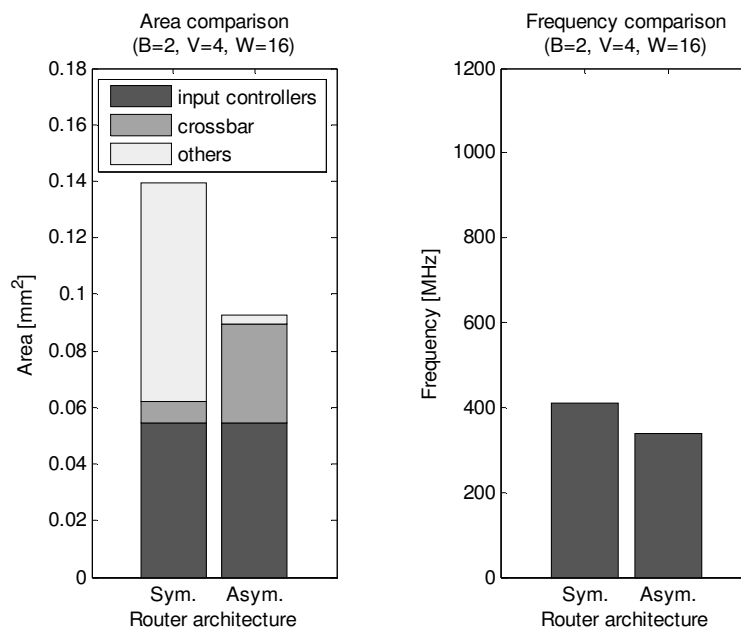 Area comparison
(B=2, V=4, W=16)
0.18
0.16
0.14
0.12
0.1
0.08
0.06
0.04
0.02
0
Area [mm²]
input controllers
crossbar
others
Sym.
Asym.
Router architecture
Frequency comparison
(B=2, V=4, W=16)
1200
1000
800
600
400
200
0
Frequency [MHz]
Sym.
Asym.
Router architecture